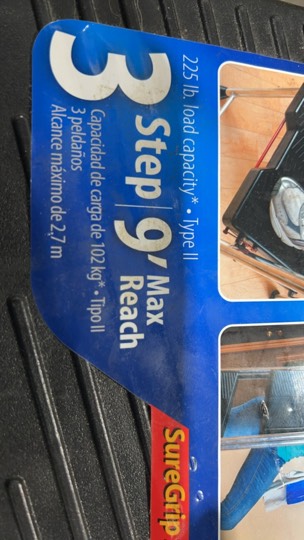 225 lb. load capacity* • Type II
3 Step | 9' Max Reach
Capacidad de carga de 102 kg* • Tipo II
3 peldaños
Alcance máximo de 2,7 m
SureGrip